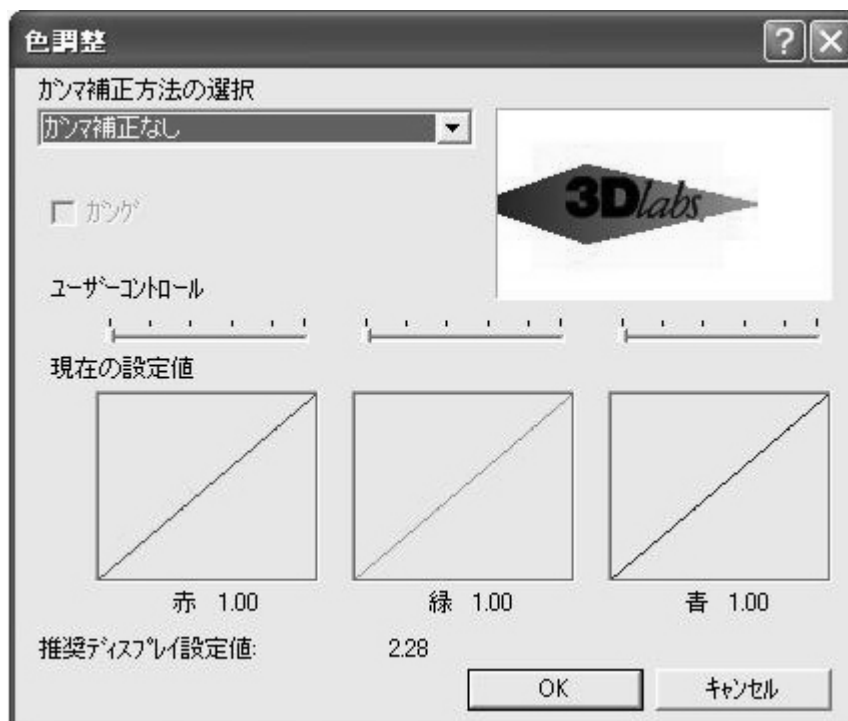 色調整
ガンマ補正方法の選択
ガンマ補正なし
3Dlabs
ガング
ユーザーコントロール
現在の設定値
赤 1.00
緑 1.00
青 1.00
推奨ディスプレイ設定値: 2.28
OK
キャンセル